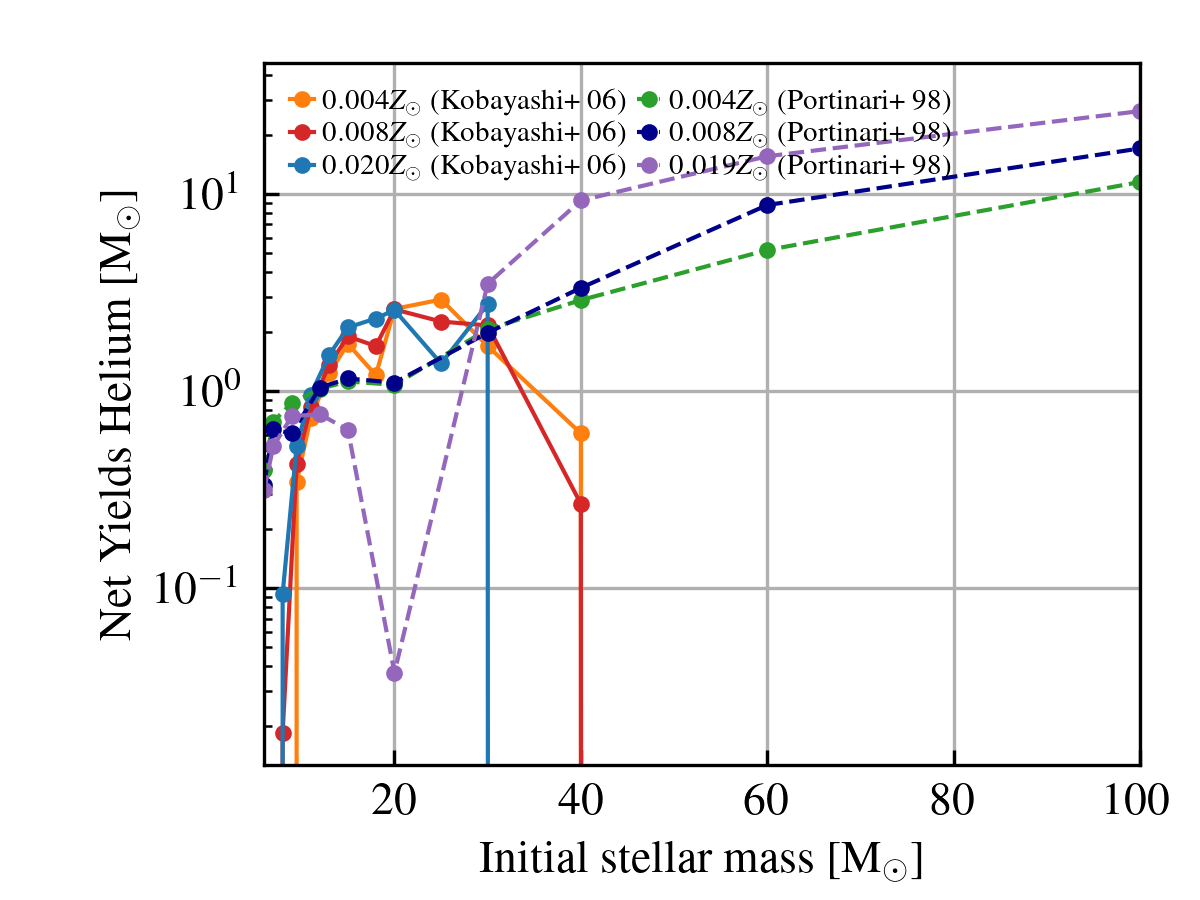 0.004Z☉ (Kobayashi+ 06)
0.008Z☉ (Kobayashi+ 06)
0.020Z☉ (Kobayashi+ 06)
0.004Z☉ (Portinari+ 98)
0.008Z☉ (Portinari+ 98)
0.019Z☉ (Portinari+ 98)
Net Yields Helium [M☉]
10¹
10⁰
10⁻¹
20 40 60 80 100
Initial stellar mass [M☉]